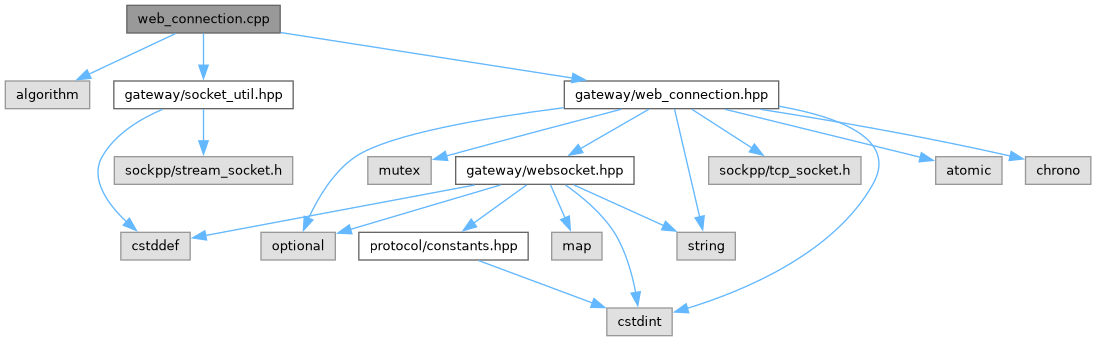 web_connection.cpp
algorithm
gateway/socket_util.hpp
gateway/web_connection.hpp
sockpp/stream_socket.h
mutex
gateway/websocket.hpp
sockpp/tcp_socket.h
atomic
chrono
cstddef
optional
protocol/constants.hpp
map
string
cstdint